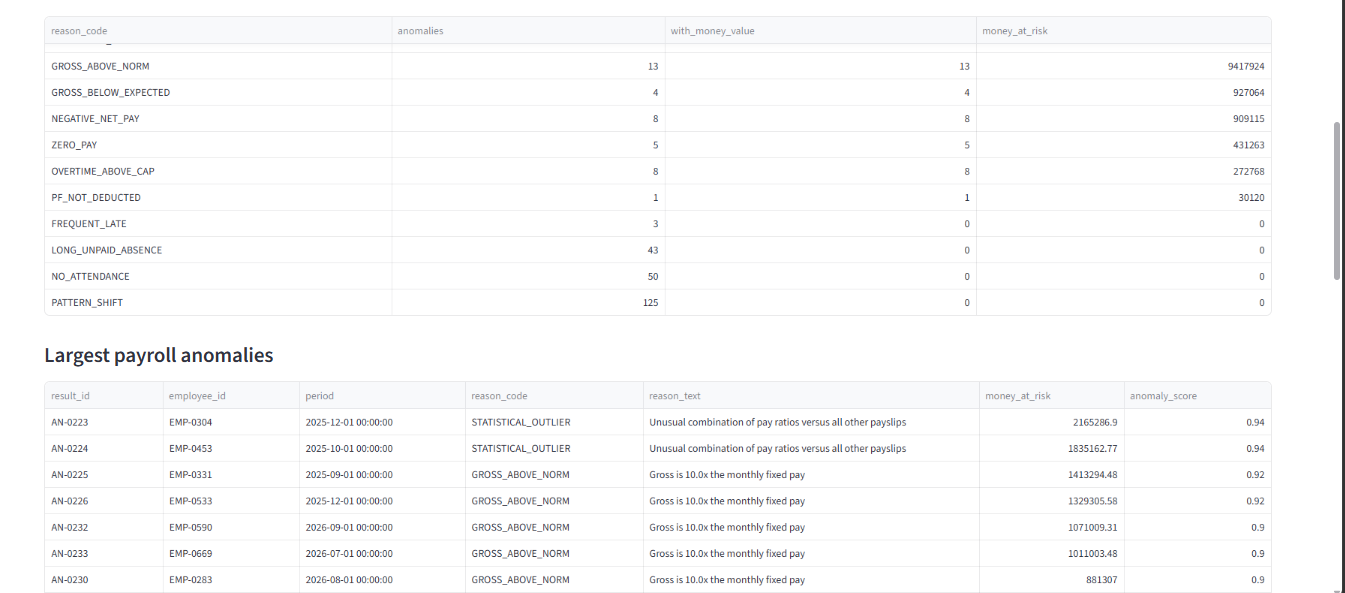 reason_code anomalies with_money_value money_at_risk
GROSS_ABOVE_NORM 13 13 9417924
GROSS_BELOW_EXPECTED 4 4 927064
NEGATIVE_NET_PAY 8 8 909115
ZERO_PAY 5 5 431263
OVERTIME_ABOVE_CAP 8 8 272768
PF_NOT_DEDUCTED 1 1 30120
FREQUENT_LATE 3 0 0
LONG_UNPAID_ABSENCE 43 0 0
NO_ATTENDANCE 50 0 0
PATTERN_SHIFT 125 0 0
Largest payroll anomalies
result_id employee_id period reason_code reason_text money_at_risk anomaly_score
AN-0223 EMP-0304 2025-12-01 00:00:00 STATISTICAL_OUTLIER Unusual combination of pay ratios versus all other payslips 2165286.9 0.94
AN-0224 EMP-0453 2025-10-01 00:00:00 STATISTICAL_OUTLIER Unusual combination of pay ratios versus all other payslips 1835162.77 0.94
AN-0225 EMP-0331 2025-09-01 00:00:00 GROSS_ABOVE_NORM Gross is 10.0x the monthly fixed pay 1413294.48 0.92
AN-0226 EMP-0533 2025-12-01 00:00:00 GROSS_ABOVE_NORM Gross is 10.0x the monthly fixed pay 1329305.58 0.92
AN-0232 EMP-0590 2026-09-01 00:00:00 GROSS_ABOVE_NORM Gross is 10.0x the monthly fixed pay 1071009.31 0.9
AN-0233 EMP-0669 2026-07-01 00:00:00 GROSS_ABOVE_NORM Gross is 10.0x the monthly fixed pay 1011003.48 0.9
AN-0230 EMP-0283 2026-08-01 00:00:00 GROSS_ABOVE_NORM Gross is 10.0x the monthly fixed pay 881307 0.9